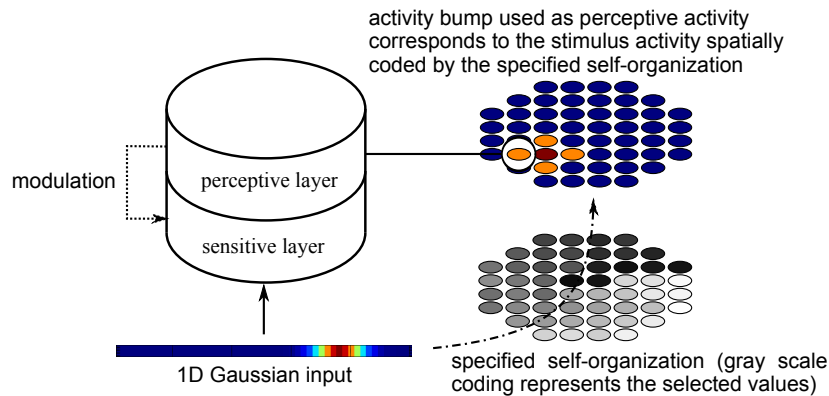 activity bump used as perceptive activity
corresponds to the stimulus activity spatially
coded by the specified self-organization
modulation
perceptive layer
sensitive layer
1D Gaussian input
specified self-organization (gray scale
coding represents the selected values)